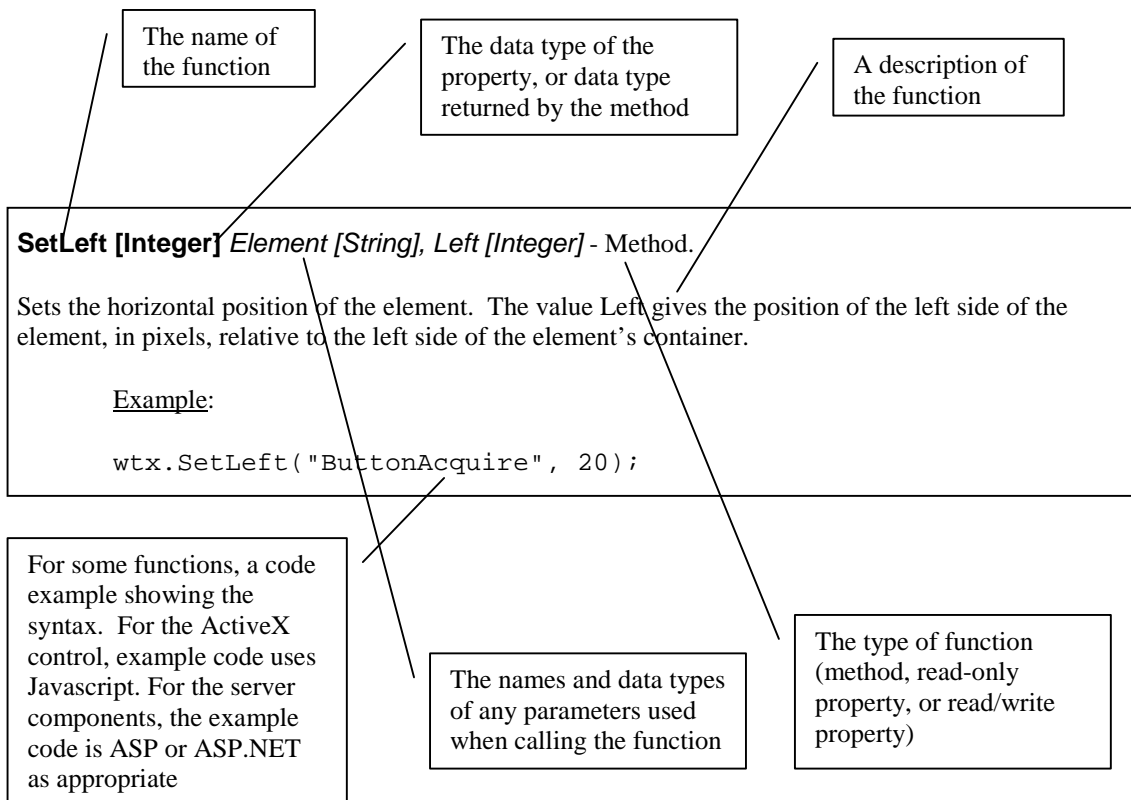 The name of
the function
The data type of the
property, or data type
returned by the method
A description of
the function
SetLeft [Integer] Element [String], Left [Integer] - Method.
Sets the horizontal position of the element.  The value Left gives the position of the left side of the
element, in pixels, relative to the left side of the element’s container.
Example:
wtx.SetLeft("ButtonAcquire", 20);
For some functions, a code
example showing the
syntax.  For the ActiveX
control, example code uses
Javascript. For the server
components, the example
code is ASP or ASP.NET
as appropriate
The names and data types
of any parameters used
when calling the function
The type of function
(method, read-only
property, or read/write
property)